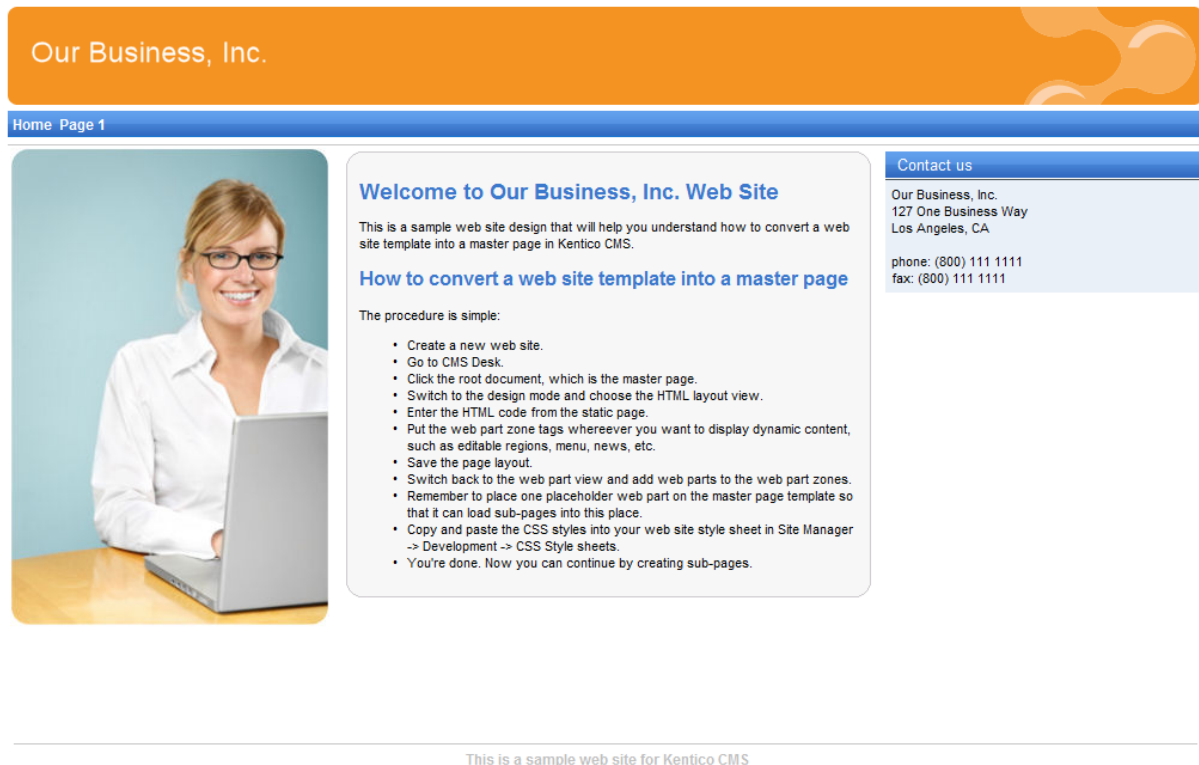 Our Business, Inc.
Home Page 1
Welcome to Our Business, Inc. Web Site
This is a sample web site design that will help you understand how to convert a web
site template into a master page in Kentico CMS.
How to convert a web site template into a master page
The procedure is simple:
• Create a new web site.
• Go to CMS Desk.
• Click the root document, which is the master page.
• Switch to the design mode and choose the HTML layout view.
• Enter the HTML code from the static page.
• Put the web part zone tags whereever you want to display dynamic content,
such as editable regions, menu, news, etc.
• Save the page layout.
• Switch back to the web part view and add web parts to the web part zones.
• Remember to place one placeholder web part on the master page template so
that it can load sub-pages into this place.
• Copy and paste the CSS styles into your web site style sheet in Site Manager
-> Development -> CSS Style sheets.
• You're done. Now you can continue by creating sub-pages.
Contact us
Our Business, Inc.
127 One Business Way
Los Angeles, CA
phone: (800) 111 1111
fax: (800) 111 1111
This is a sample web site for Kentico CMS